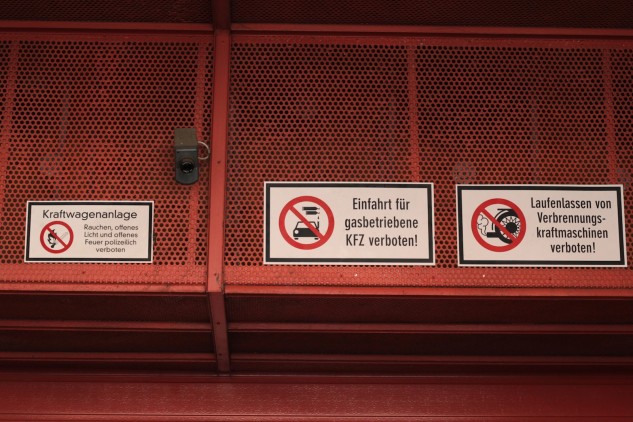 Kraftwagenanlage
Rauchen, offenes
Licht und offenes
Feuer polizeilich
verboten
Einfahrt für
gasbetriebene
KFZ verboten!
Laufenlassen von
Verbrennungs-
kraftmaschinen
verboten!